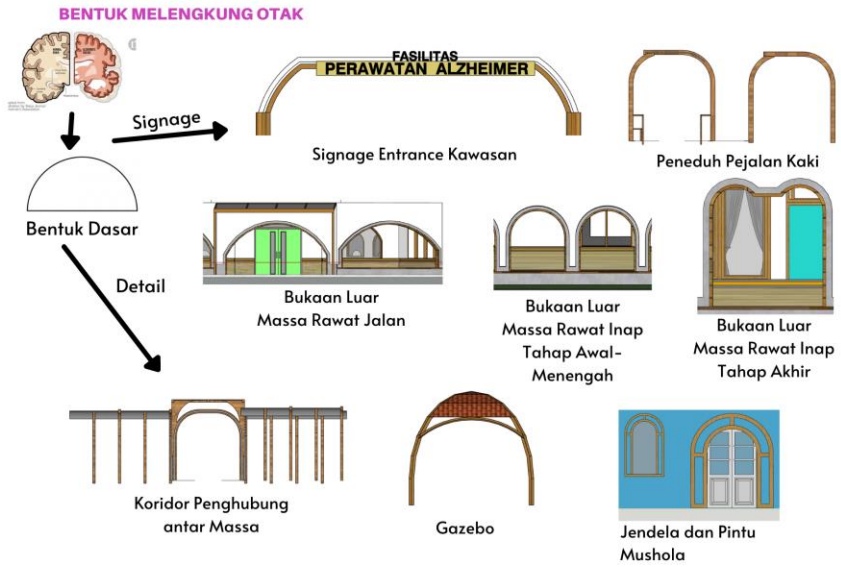 BENTUK MELENGKUNG OTAK
Signage
FASILITAS
PERAWATAN ALZHEIMER
Signage Entrance Kawasan
Peneduh Pejalan Kaki
Bentuk Dasar
Detail
Bukaan Luar
Massa Rawat Jalan
Bukaan Luar
Massa Rawat Inap
Tahap Awal-
Menengah
Bukaan Luar
Massa Rawat Inap
Tahap Akhir
Koridor Penghubung
antar Massa
Gazebo
Jendela dan Pintu
Mushola